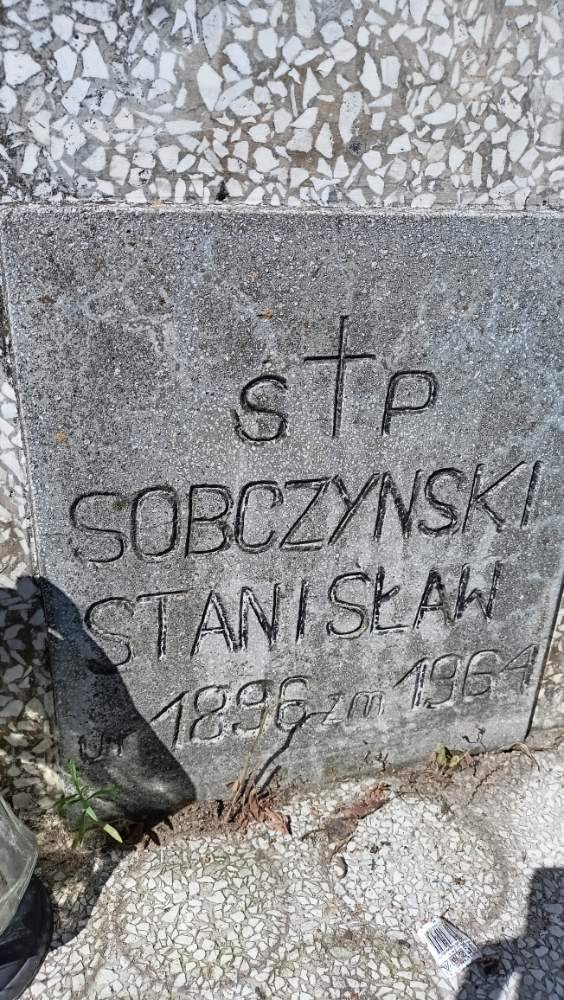 S P
SOBCZYNSKI
STANISŁAW
ur 1896 zm 1964